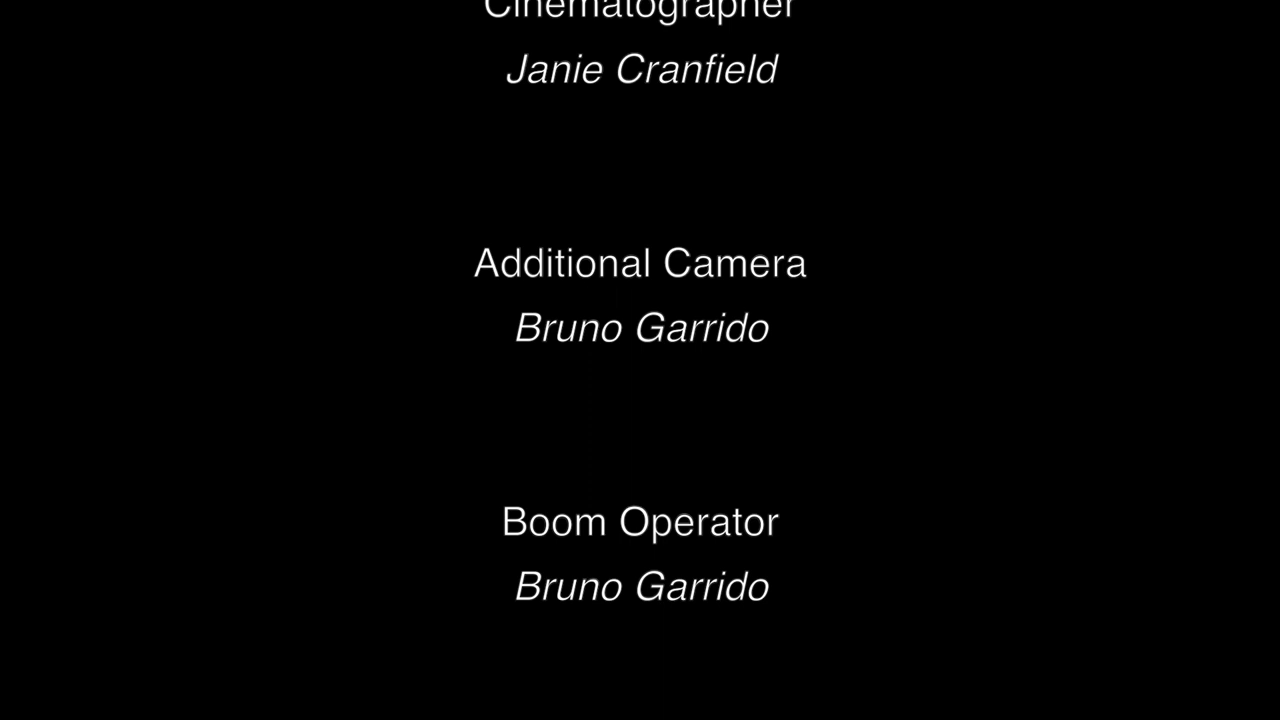 Cinematographer
Janie Cranfield
Additional Camera
Bruno Garrido
Boom Operator
Bruno Garrido